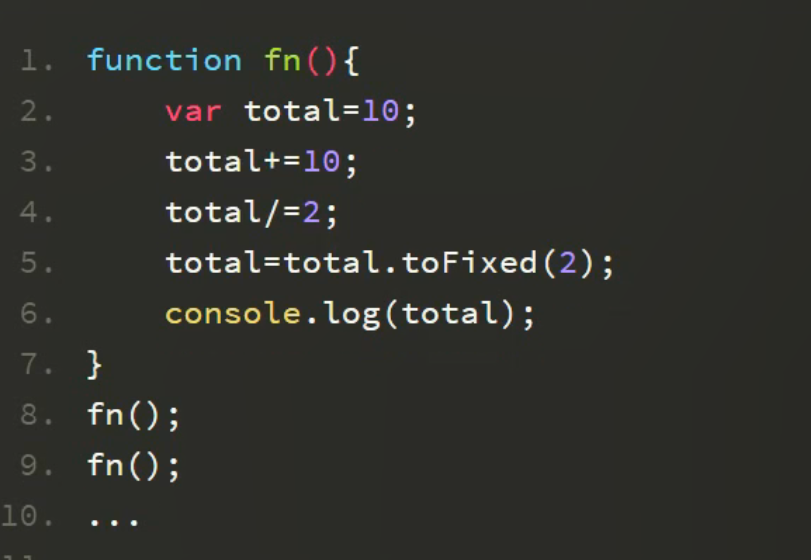 1. function fn(){
2.     var total=10;
3.     total+=10;
4.     total/=2;
5.     total=total.toFixed(2);
6.     console.log(total);
7. }
8. fn();
9. fn();
10. ...